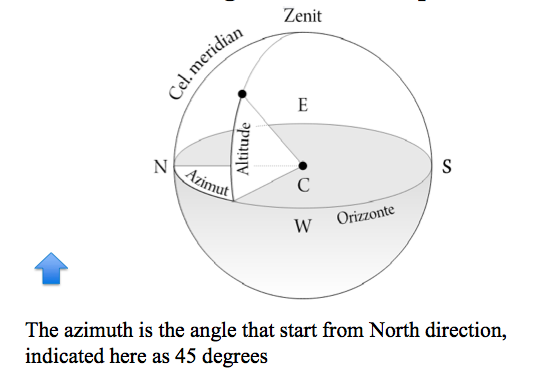 Zenit
Cel. meridian
E
Altitude
N
S
Azimut
C
Orizzonte
W
The azimuth is the angle that start from North direction,
indicated here as 45 degrees